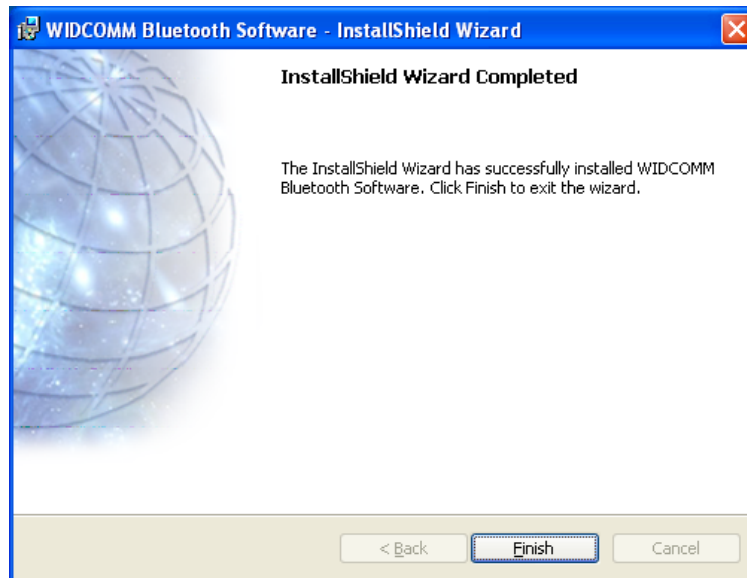 WIDCOMM Bluetooth Software - InstallShield Wizard
InstallShield Wizard Completed
The InstallShield Wizard has successfully installed WIDCOMM
Bluetooth Software. Click Finish to exit the wizard.
< Back Finish Cancel